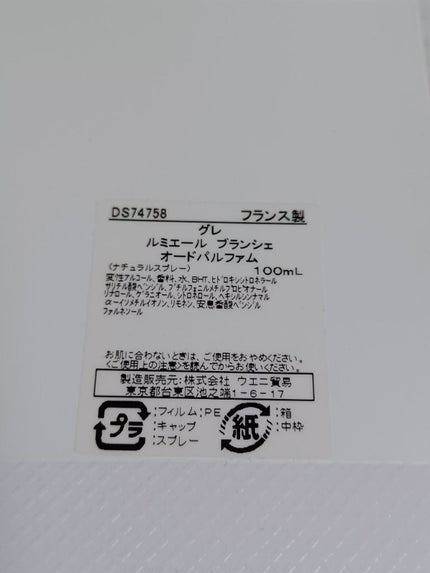 DS74758 フランス製
グレ
ルミエール ブランシェ
オードパルファム
(ナチュラルスプレー) 100mL
変性アルコール、香料、水、BHT、ヒドロキシシトロネラール
サリチル酸ベンジル、ブチルフェニルメチルプロピオナール
リナロール、ゲラニオール、シトロネロール、ヘキシルシンナマル
α-イソメチルイオノン、リモネン、安息香酸ベンジル
ファルネソール
お肌に合わないときは、ご使用をおやめください。
〈ご使用上の注意〉を読んでからお使いください。
製造販売元:株式会社 ウエニ貿易
東京都台東区池之端1-6-17
プラ :フィルム:PE 紙 :箱
:キャップ :中枠
:スプレー